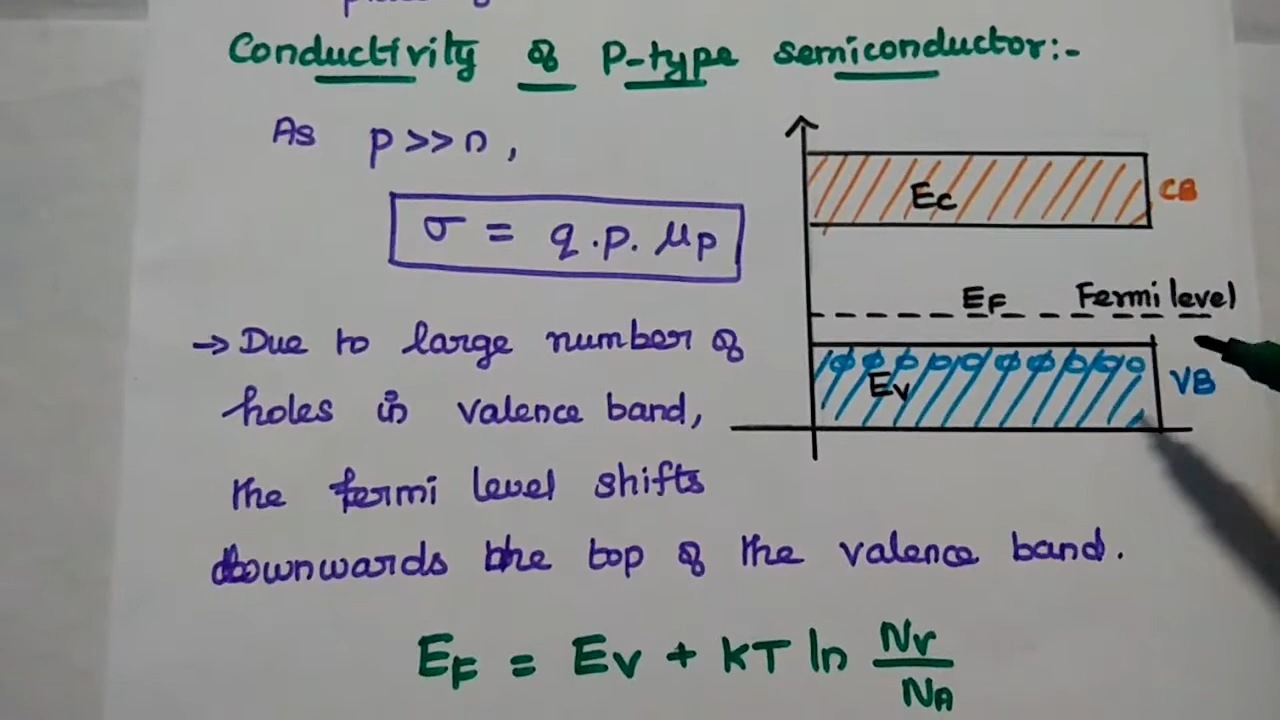 Conductivity of P-type semiconductor:-
As p>>n,
σ = q.p. μp
Ec
CB
EF Fermi level
Ev
VB
→ Due to large number of
holes in valence band,
the fermi level shifts
downwards the top of the valence band.
EF = Ev + KT ln Nv/NA